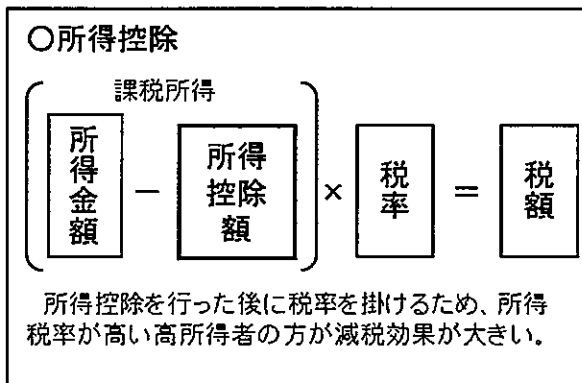 ○所得控除
課税所得
所得金額 － 所得控除額 × 税率 ＝ 税額
所得控除を行った後に税率を掛けるため、所得
税率が高い高所得者の方が減税効果が大きい。